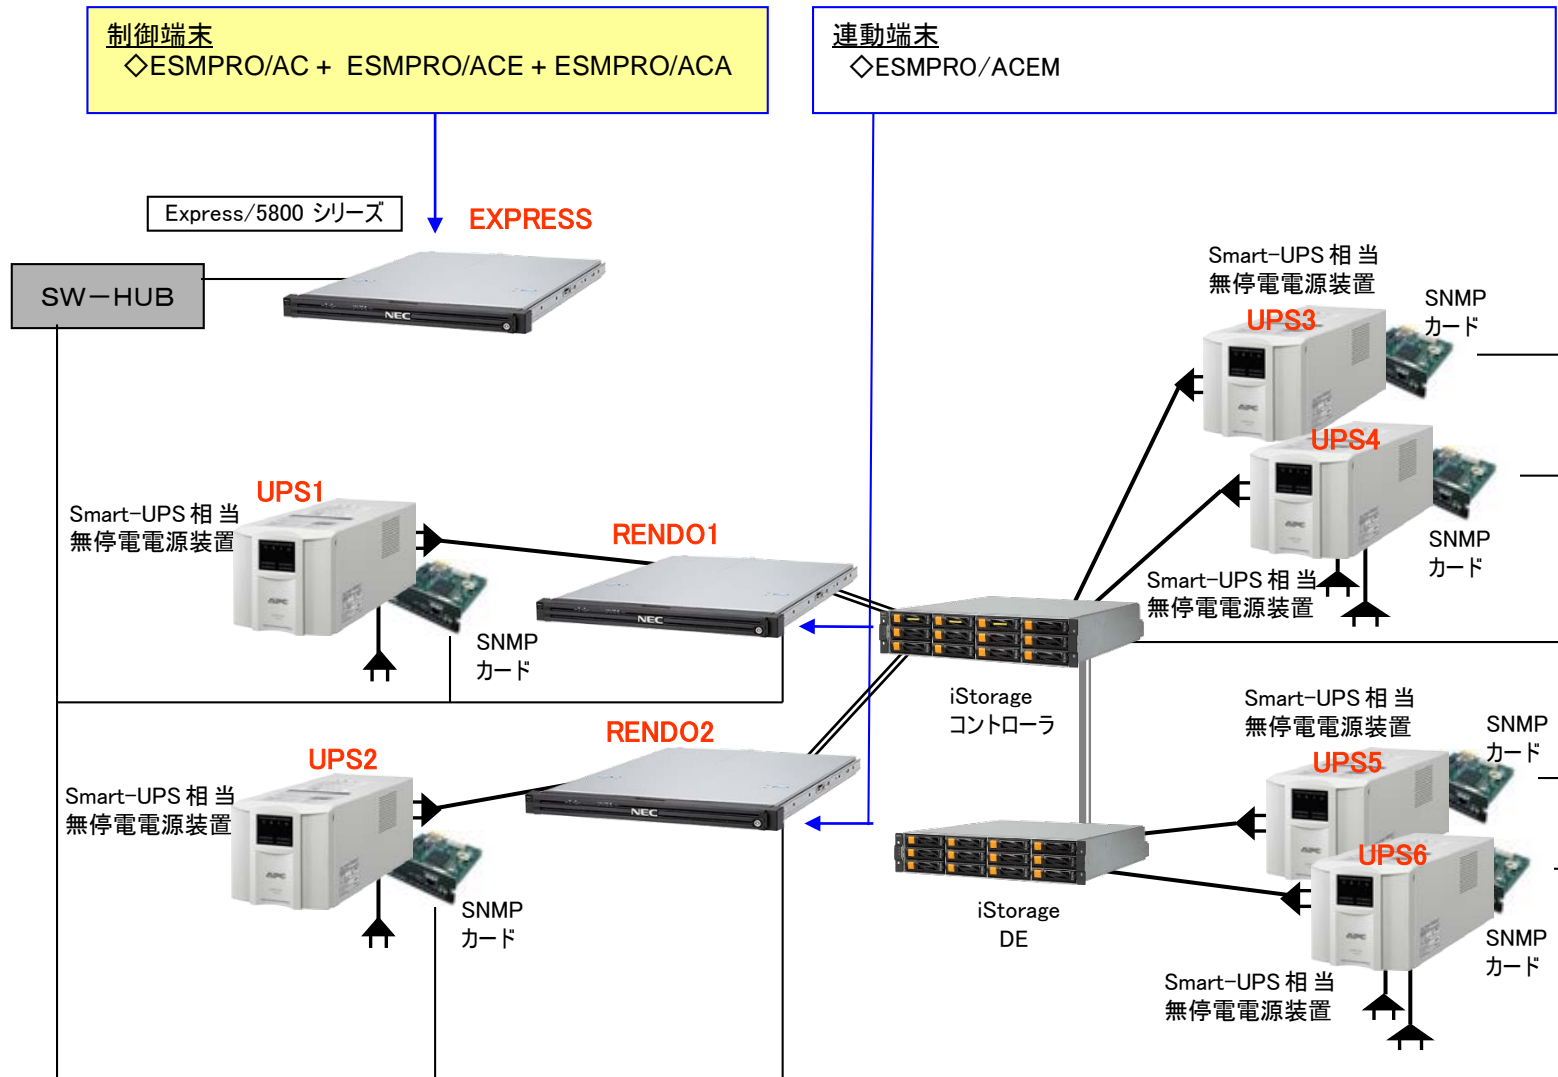 制御端末
◇ESMPRO/AC + ESMPRO/ACE + ESMPRO/ACA
連動端末
◇ESMPRO/ACEM
Express/5800 シリーズ
EXPRESS
SW－HUB
NEC
Smart-UPS 相当
無停電電源装置
UPS3
SNMP
カード
APC
UPS4
APC
SNMP
カード
Smart-UPS 相当
無停電電源装置
UPS1
Smart-UPS 相当
無停電電源装置
APC
SNMP
カード
RENDO1
NEC
iStorage
コントローラ
RENDO2
NEC
UPS2
Smart-UPS 相当
無停電電源装置
APC
SNMP
カード
iStorage
DE
Smart-UPS 相当
無停電電源装置
UPS5
SNMP
カード
APC
UPS6
APC
SNMP
カード
Smart-UPS 相当
無停電電源装置